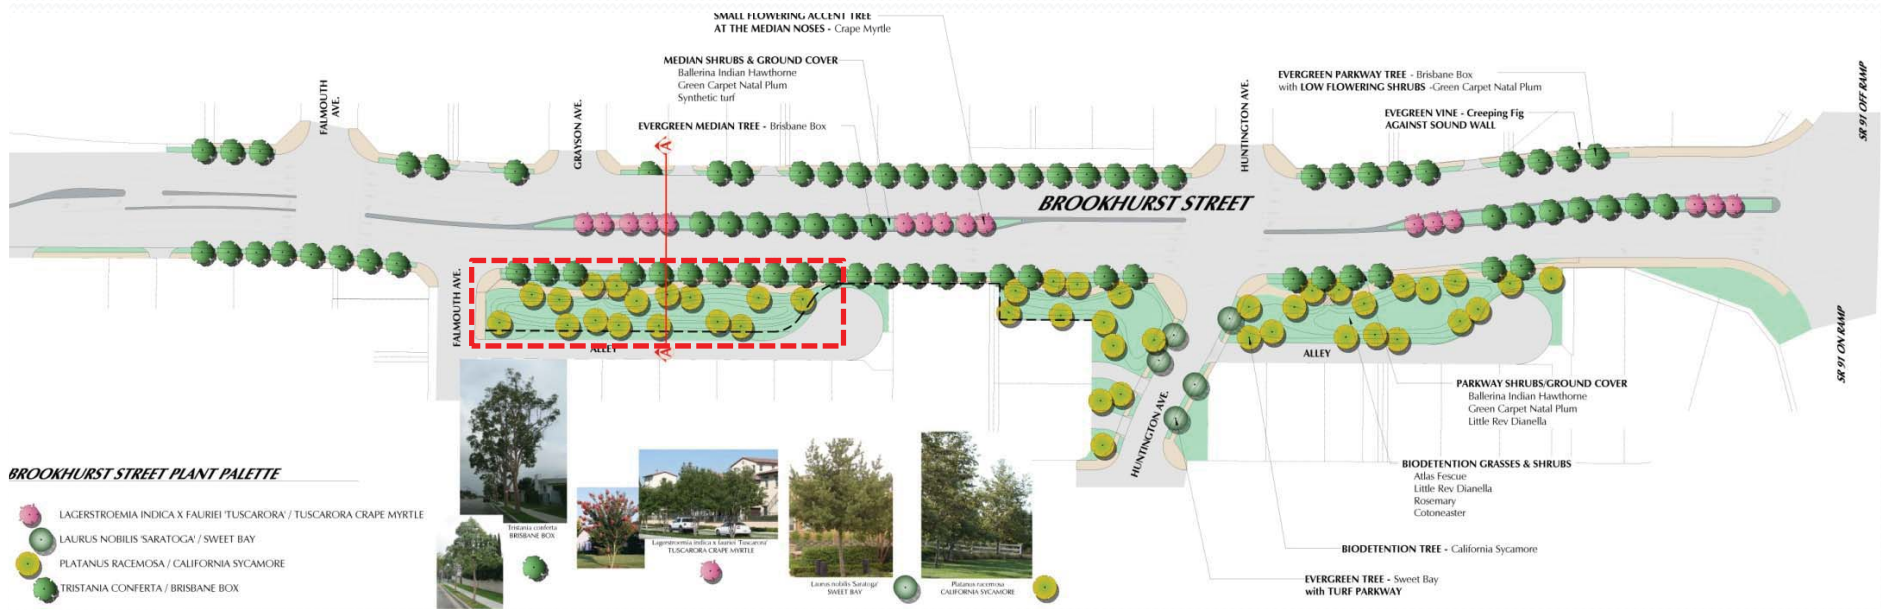 SMALL FLOWERING ACCENT TREE
AT THE MEDIAN NOSES - Crape Myrtle
MEDIAN SHRUBS & GROUND COVER
Ballerina Indian Hawthorne
Green Carpet Natal Plum
Synthetic turf
EVERGREEN MEDIAN TREE - Brisbane Box
EVERGREEN PARKWAY TREE - Brisbane Box
with LOW FLOWERING SHRUBS -Green Carpet Natal Plum
EVEGREEN VINE - Creeping Fig
AGAINST SOUND WALL
FALMOUTH
AVE.
GRAYSON AVE.
A
HUNTINGTON AVE.
SR 91 OFF RAMP
BROOKHURST STREET
FALMOUTH AVE.
ALLEY
A
ALLEY
SR 91 ON RAMP
HUNTINGTON AVE.
PARKWAY SHRUBS/GROUND COVER
Ballerina Indian Hawthorne
Green Carpet Natal Plum
Little Rev Dianella
BIODETENTION GRASSES & SHRUBS
Atlas Fescue
Little Rev Dianella
Rosemary
Cotoneaster
BIODETENTION TREE - California Sycamore
EVERGREEN TREE - Sweet Bay
with TURF PARKWAY
BROOKHURST STREET PLANT PALETTE
LAGERSTROEMIA INDICA X FAURIEI 'TUSCARORA' / TUSCARORA CRAPE MYRTLE
LAURUS NOBILIS 'SARATOGA' / SWEET BAY
PLATANUS RACEMOSA / CALIFORNIA SYCAMORE
TRISTANIA CONFERTA / BRISBANE BOX
Tristania conferta
BRISBANE BOX
Lagerstroemia indica x fauriei 'Tuscarora'
TUSCARORA CRAPE MYRTLE
Laurus nobilis 'Saratoga'
SWEET BAY
Platanus racemosa
CALIFORNIA SYCAMORE